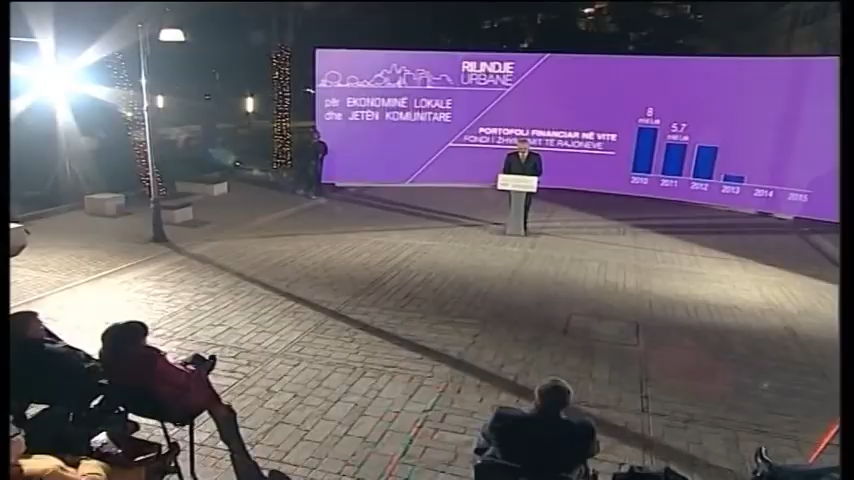 RILINDJE
URBANE
për EKONOMINË LOKALE
dhe JETËN KOMUNITARE
PORTOFOLI FINANCIAR NË VITE
FONDI I ZHVILLIMIT TË RAJONEVE
8
5.7
2010 2011 2012 2013 2014 2015